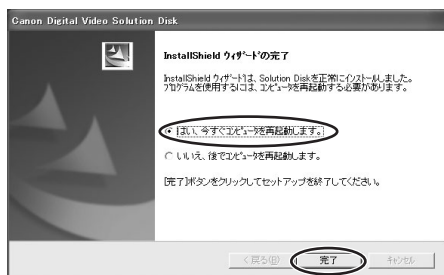 Canon Digital Video Solution Disk
InstallShield ｳｨｻﾞｰﾄﾞの完了
InstallShield ｳｨｻﾞｰﾄﾞは、Solution Diskを正常にｲﾝｽﾄｰﾙしました。
ﾌﾟﾛｸﾞﾗﾑを使用するには、ｺﾝﾋﾟｭｰﾀを再起動する必要があります。
はい、今すぐｺﾝﾋﾟｭｰﾀを再起動します。
いいえ、後でｺﾝﾋﾟｭｰﾀを再起動します。
[完了]ﾎﾞﾀﾝをｸﾘｯｸしてｾｯﾄｱｯﾌﾟを終了してください。
< 戻る(B) 完了 ｷｬﾝｾﾙ